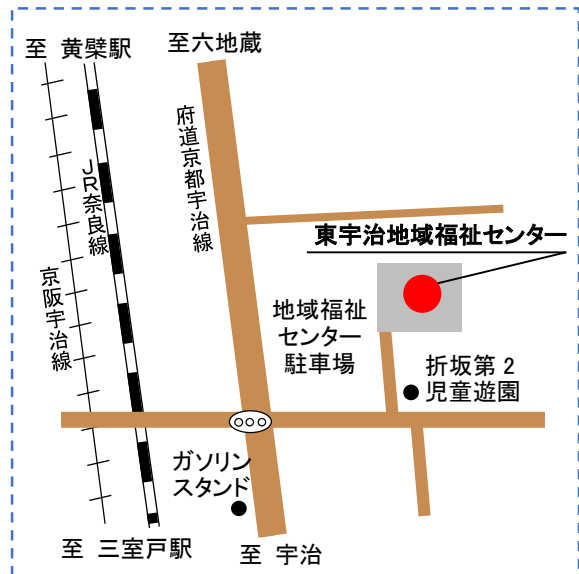 至 黄檗駅
至六地蔵
府道京都宇治線
JR奈良線
京阪宇治線
東宇治地域福祉センター
地域福祉
センター
駐車場
折坂第2
児童遊園
ガソリン
スタンド
至 三室戸駅
至 宇治